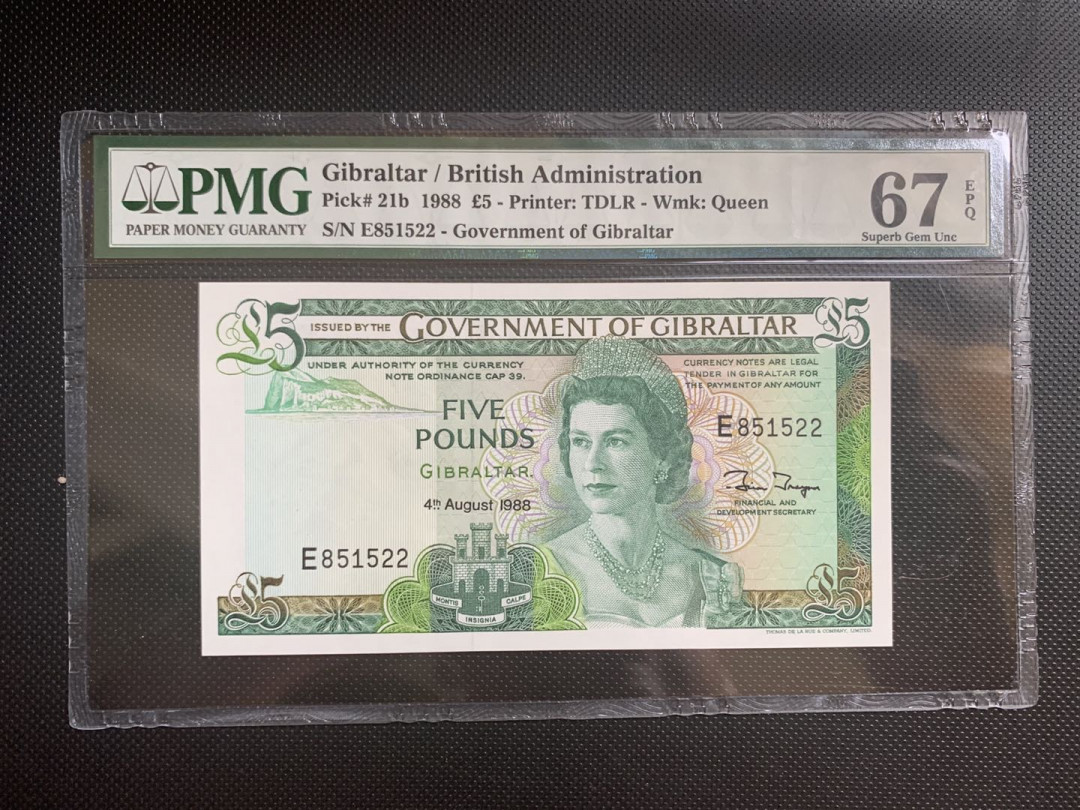 PMG
PAPER MONEY GUARANTY
Gibraltar / British Administration
Pick# 21b 1988 £5 - Printer: TDLR - Wmk: Queen
S/N E851522 - Government of Gibraltar
67
EPQ
Superb Gem Unc
£5
ISSUED BY THE GOVERNMENT OF GIBRALTAR
£5
UNDER AUTHORITY OF THE CURRENCY
NOTE ORDINANCE CAP 39.
CURRENCY NOTES ARE LEGAL
TENDER IN GIBRALTAR FOR
THE PAYMENT OF ANY AMOUNT
FIVE
POUNDS
GIBRALTAR.
4th August 1988
E851522
FINANCIAL AND
DEVELOPMENT SECRETARY
E851522
£5
MONTIS
CALPE
INSIGNIA
£5
THOMAS DE LA RUE & COMPANY, LIMITED.